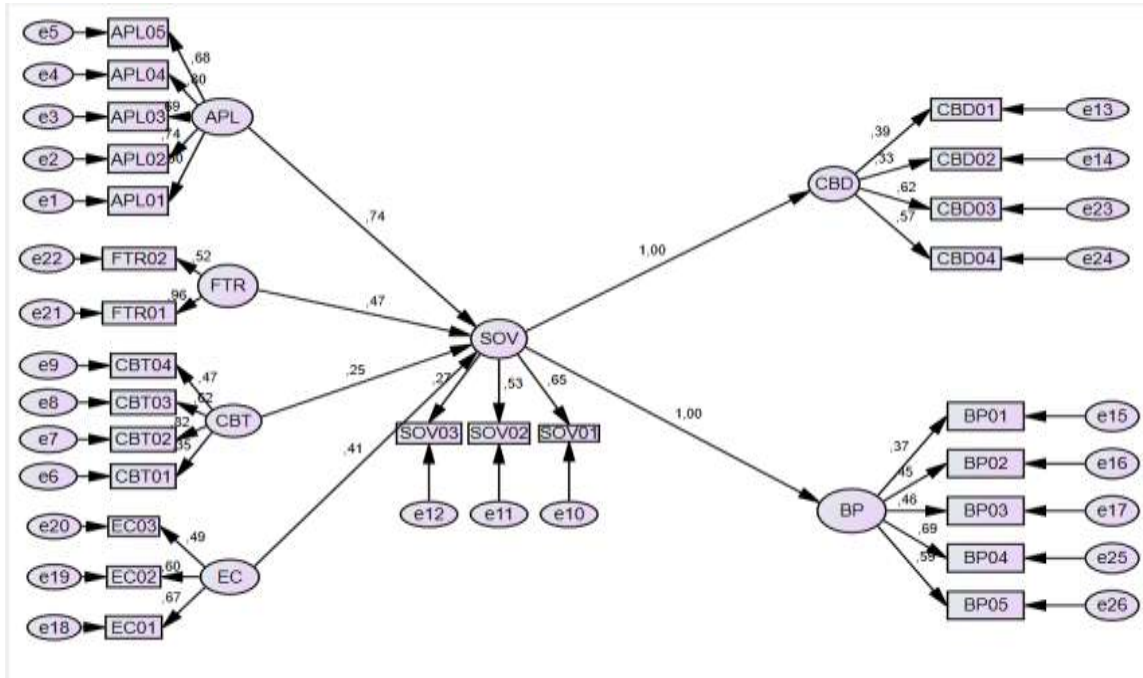 e5
APL05
,68
e4
APL04
,80
e3
APL03
,69
APL
e2
APL02
,74
e1
APL01
,74
e22
FTR02
,52
FTR
e21
FTR01
,96
,47
e9
CBT04
,47
e8
CBT03
,62
CBT
,25
e7
CBT02
e6
CBT01
e20
EC03
,49
e19
EC02
,60
EC
,41
e18
EC01
,67
SOV
,27
,53
,65
SOV03
SOV02
SOV01
e12
e11
e10
1,00
CBD
,39
CBD01
e13
,33
CBD02
e14
,62
CBD03
e23
,57
CBD04
e24
1,00
BP
,37
BP01
e15
,45
BP02
e16
,46
BP03
e17
,69
BP04
e25
,59
BP05
e26